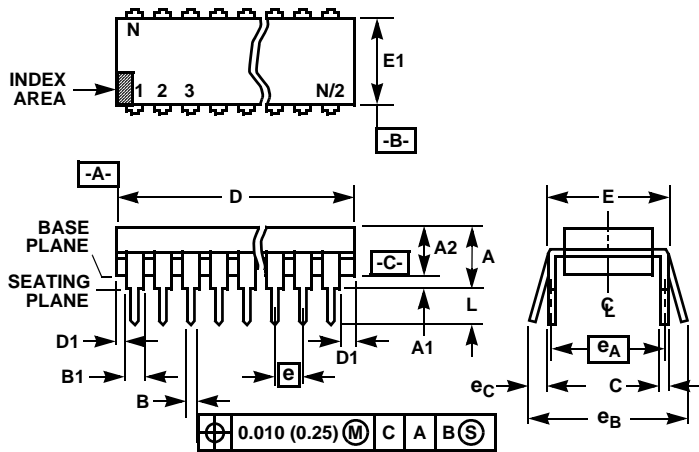 N
E1
INDEX
AREA
1 2 3 N/2
-B-
-A-
D
E
BASE
PLANE
A2
A
-C-
SEATING
PLANE
L
C
L
D1
A1
D1
eA
B1
e
eC
C
B
eB
0.010 (0.25) M C A B S